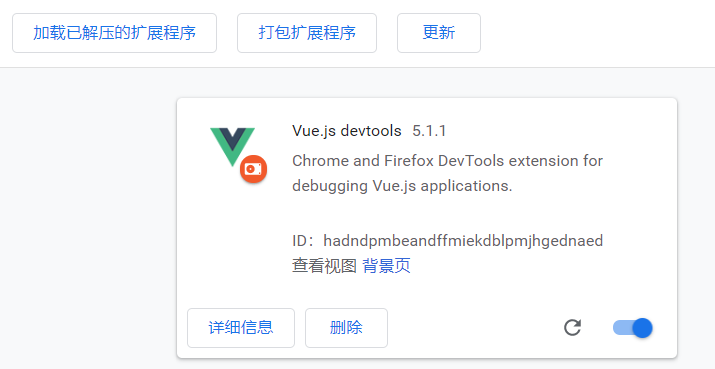 加载已解压的扩展程序 打包扩展程序 更新
Vue.js devtools 5.1.1
Chrome and Firefox DevTools extension for
debugging Vue.js applications.
ID：hadndpmbeandffmiekdblpmjhgednaed
查看视图 背景页
详细信息 删除